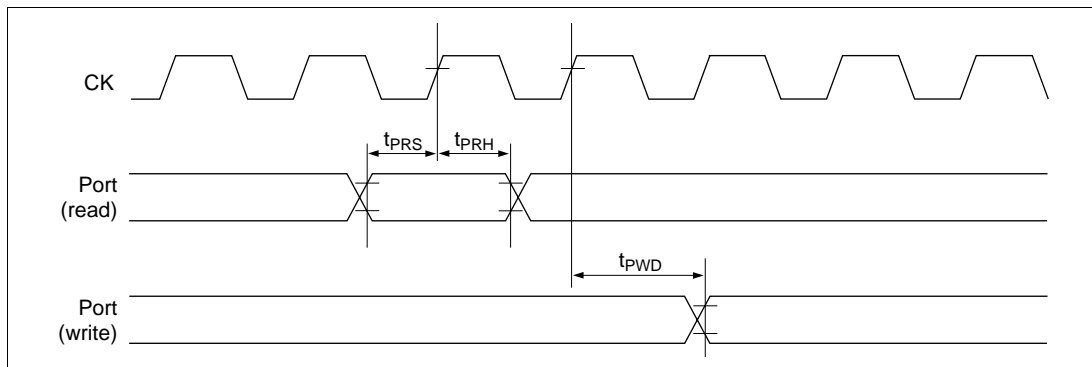 CK
tPRS
tPRH
Port
(read)
tPWD
Port
(write)